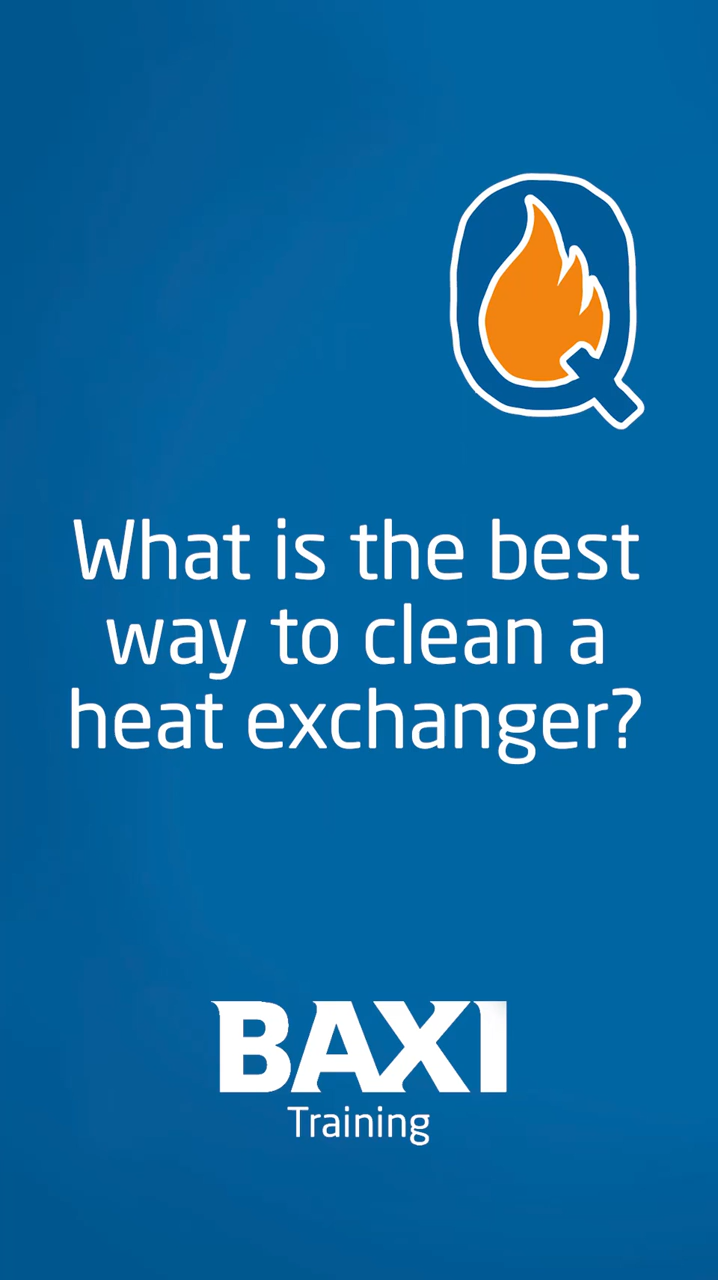 What is the best
way to clean a
heat exchanger?
BAXI
Training